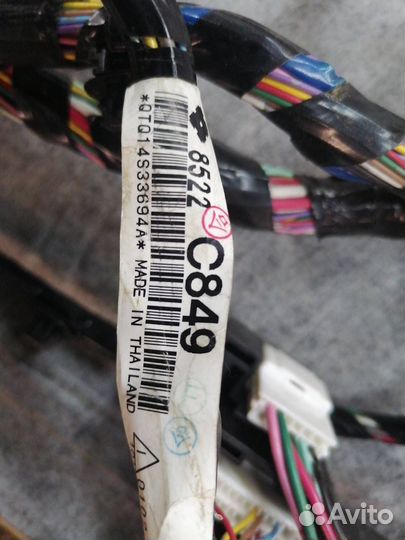 8522
C849
*QTQ14S33694A* MADE IN THAILAND
Avito